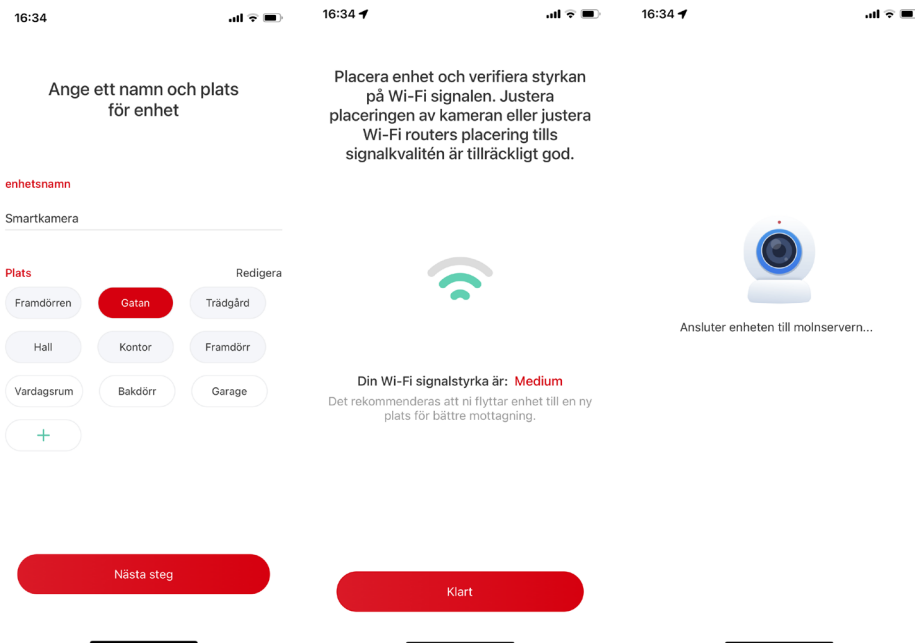 16:34
Ange ett namn och plats
för enhet
enhetsnamn
Smartkamera
Plats
Redigera
Framdörren
Gatan
Trädgård
Hall
Kontor
Framdörr
Vardagsrum
Bakdörr
Garage
+
Nästa steg
16:34
Placera enhet och verifiera styrkan
på Wi-Fi signalen. Justera
placeringen av kameran eller justera
Wi-Fi routers placering tills
signalkvalitén är tillräckligt god.
Din Wi-Fi signalstyrka är: Medium
Det rekommenderas att ni flyttar enhet till en ny
plats för bättre mottagning.
Klart
16:34
Ansluter enheten till molnservern...